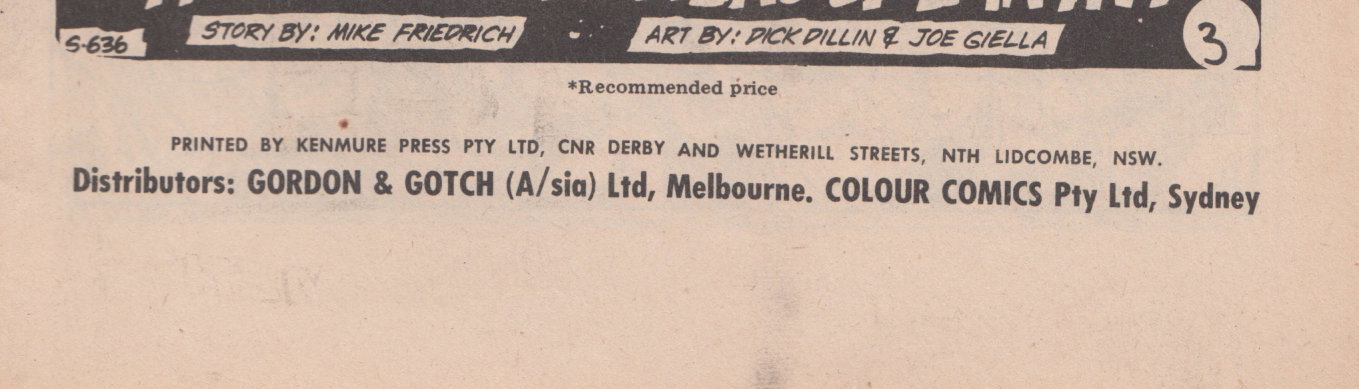 S-636
STORY BY: MIKE FRIEDRICH
ART BY: DICK DILLIN & JOE GIELLA
3
*Recommended price
PRINTED BY KENMURE PRESS PTY LTD, CNR DERBY AND WETHERILL STREETS, NTH LIDCOMBE, NSW.
Distributors: GORDON & GOTCH (A/sia) Ltd, Melbourne. COLOUR COMICS Pty Ltd, Sydney